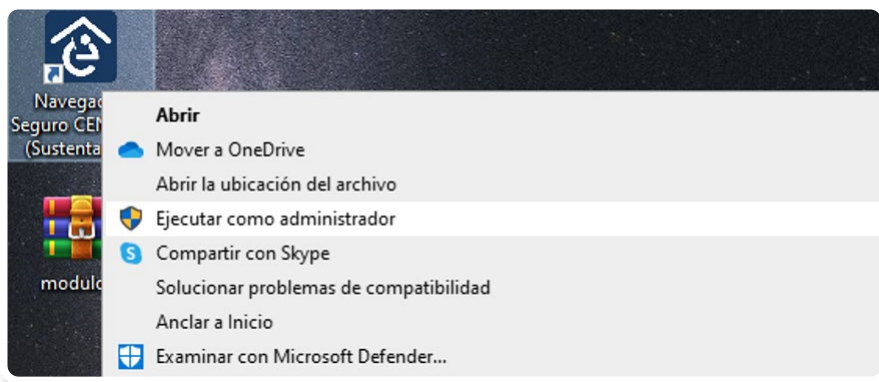 Navegad
Seguro CEN
(Sustenta
modulo
Abrir
Mover a OneDrive
Abrir la ubicación del archivo
Ejecutar como administrador
Compartir con Skype
Solucionar problemas de compatibilidad
Anclar a Inicio
Examinar con Microsoft Defender...